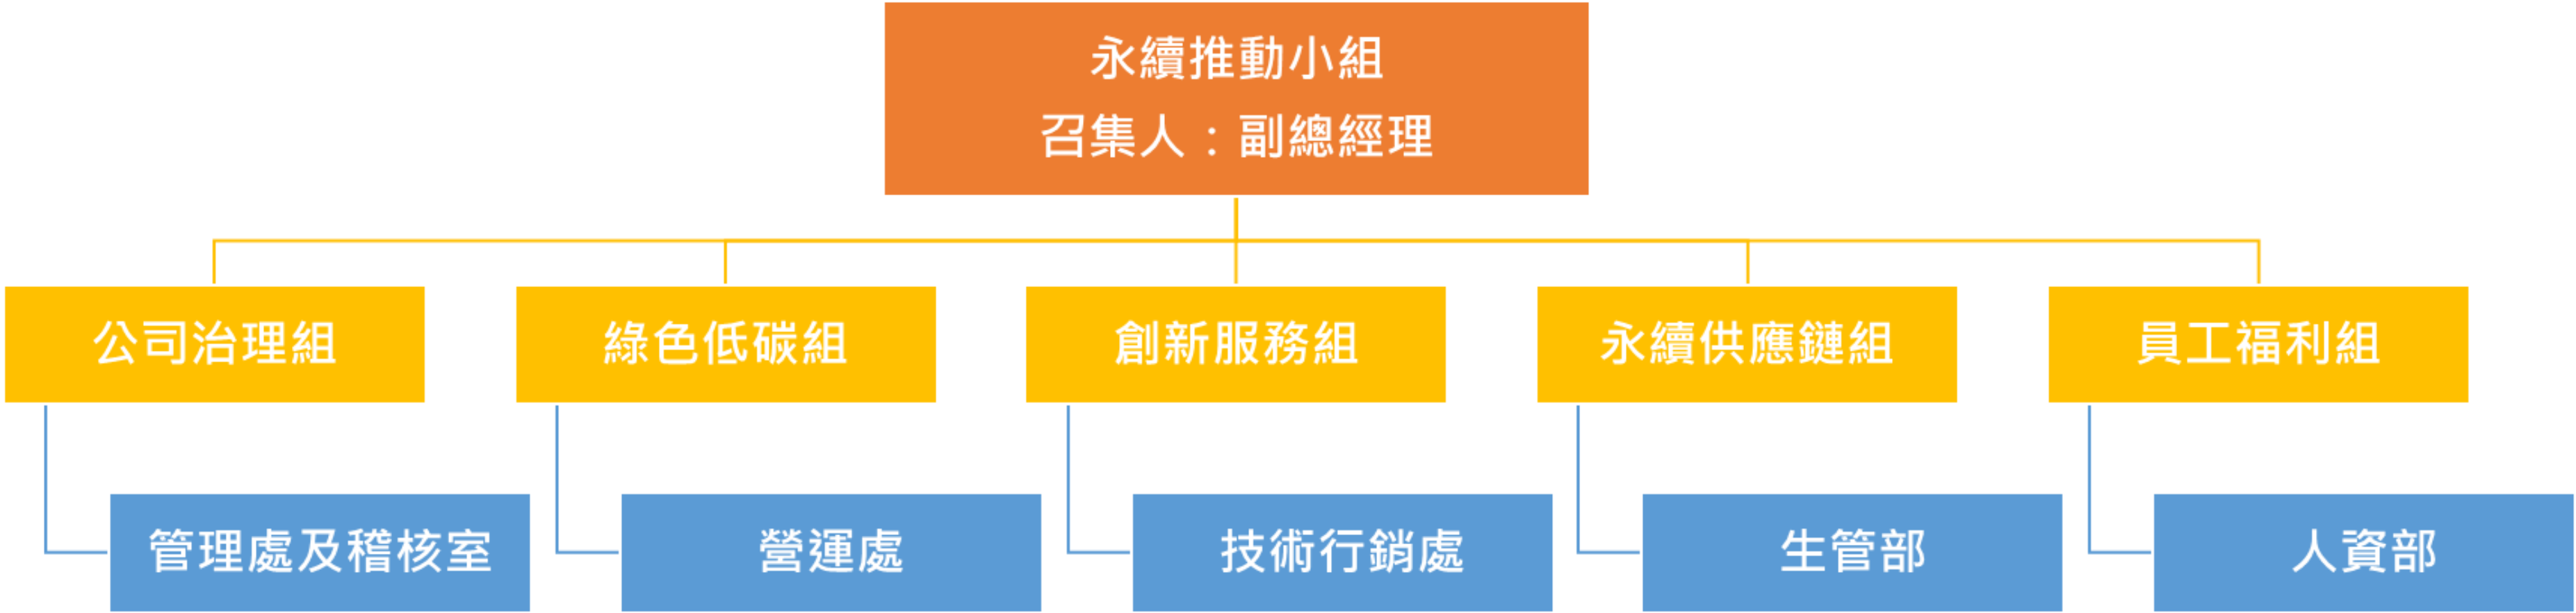 永續推動小組
召集人：副總經理
公司治理組
綠色低碳組
創新服務組
永續供應鏈組
員工福利組
管理處及稽核室
營運處
技術行銷處
生管部
人資部